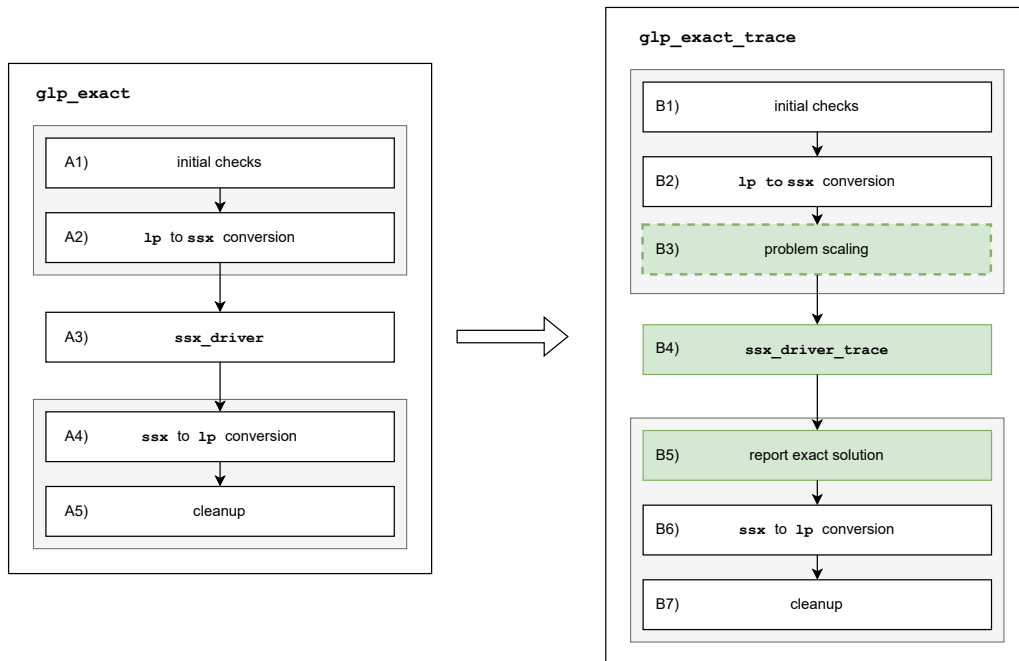 glp_exact
A1) initial checks
A2) lp to ssx conversion
A3) ssx_driver
A4) ssx to lp conversion
A5) cleanup
glp_exact_trace
B1) initial checks
B2) lp to ssx conversion
B3) problem scaling
B4) ssx_driver_trace
B5) report exact solution
B6) ssx to lp conversion
B7) cleanup